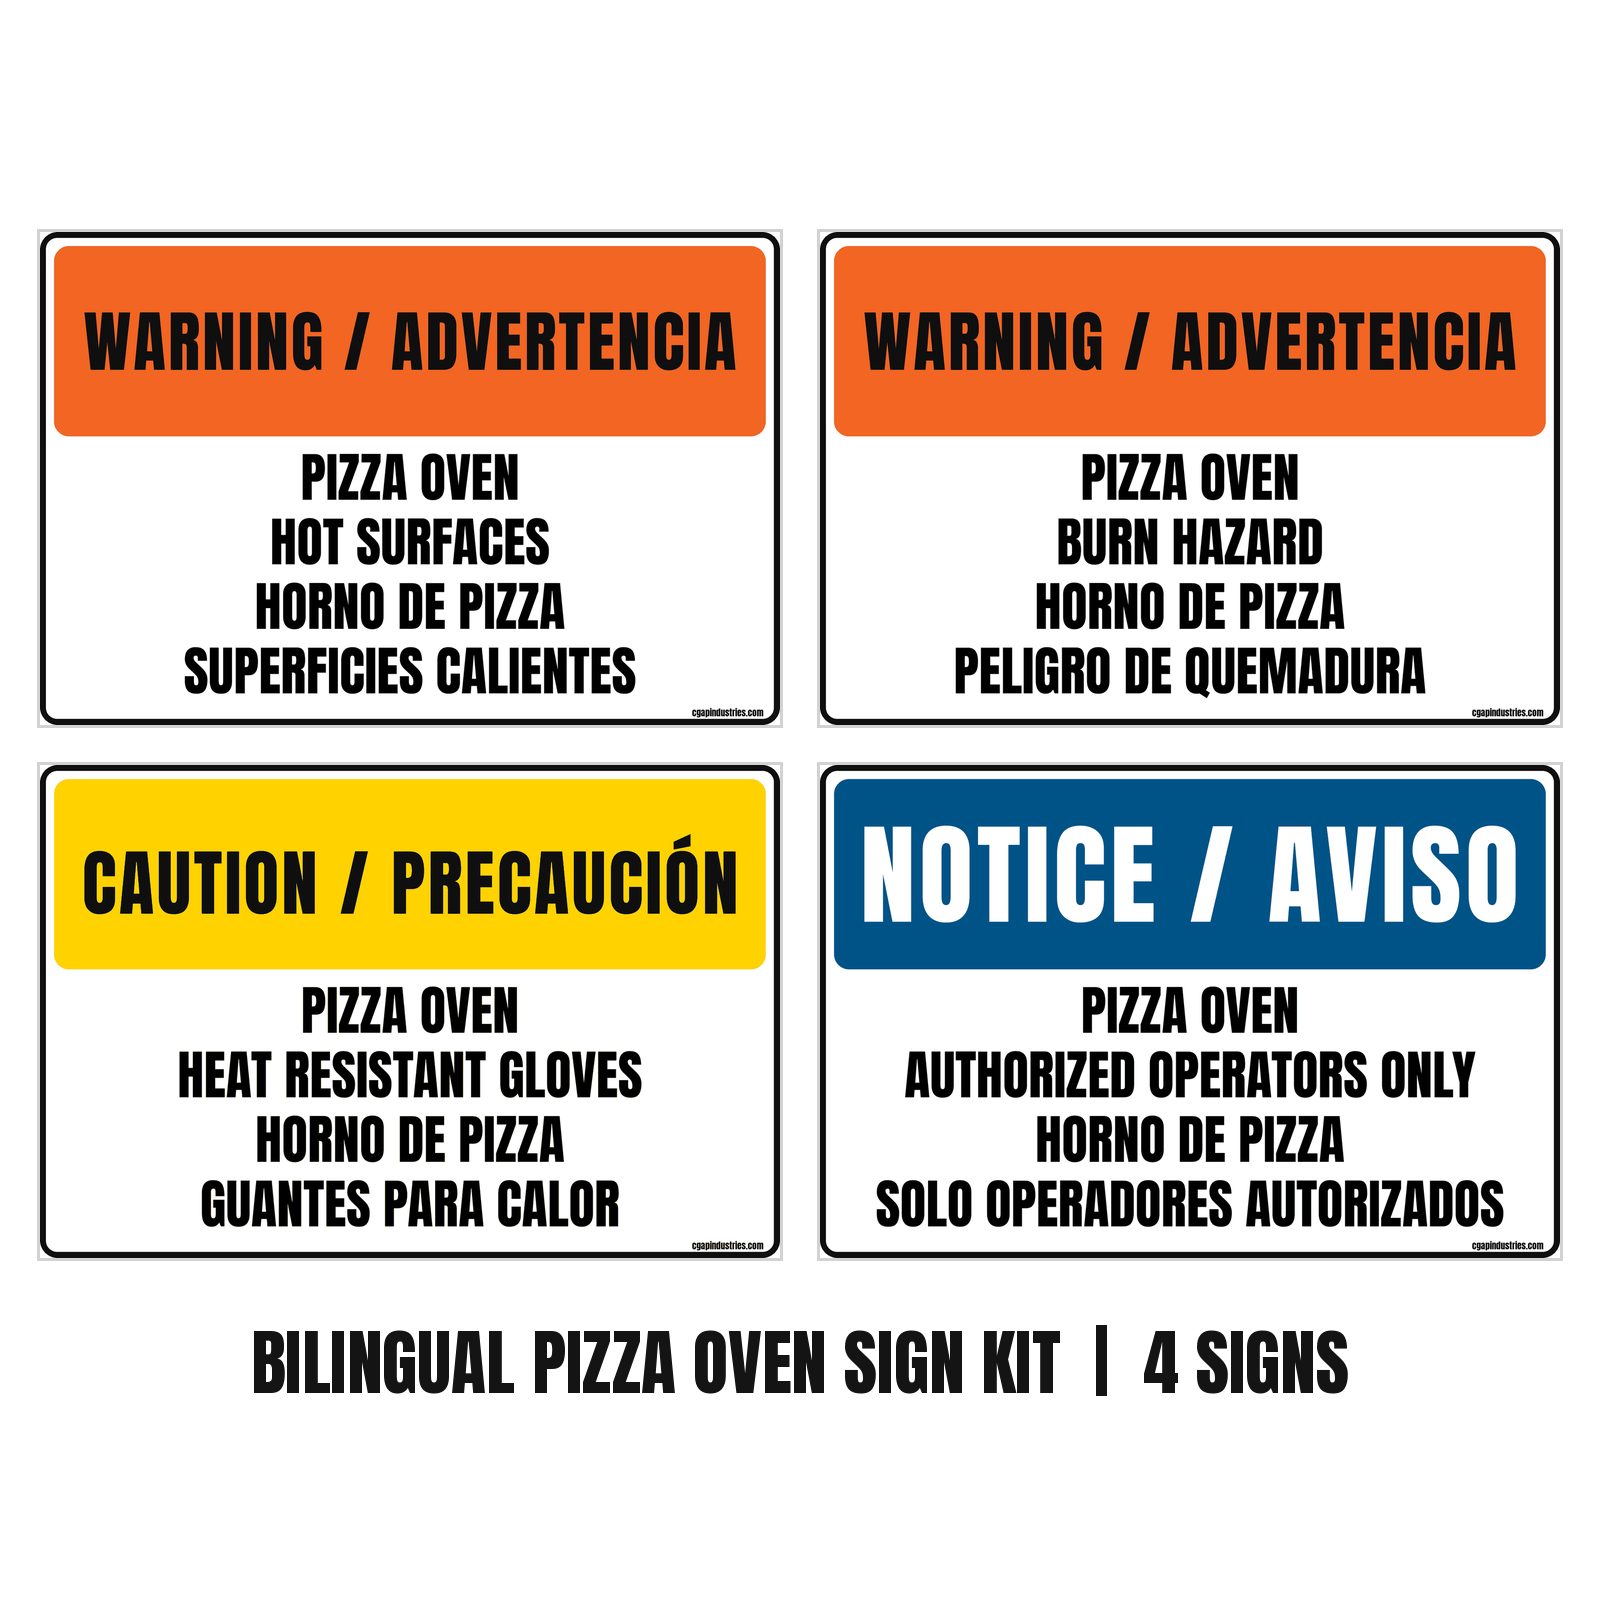 WARNING / ADVERTENCIA
PIZZA OVEN
HOT SURFACES
HORNO DE PIZZA
SUPERFICIES CALIENTES
cgapindustries.com
WARNING / ADVERTENCIA
PIZZA OVEN
BURN HAZARD
HORNO DE PIZZA
PELIGRO DE QUEMADURA
cgapindustries.com
CAUTION / PRECAUCIÓN
PIZZA OVEN
HEAT RESISTANT GLOVES
HORNO DE PIZZA
GUANTES PARA CALOR
cgapindustries.com
NOTICE / AVISO
PIZZA OVEN
AUTHORIZED OPERATORS ONLY
HORNO DE PIZZA
SOLO OPERADORES AUTORIZADOS
cgapindustries.com
BILINGUAL PIZZA OVEN SIGN KIT | 4 SIGNS